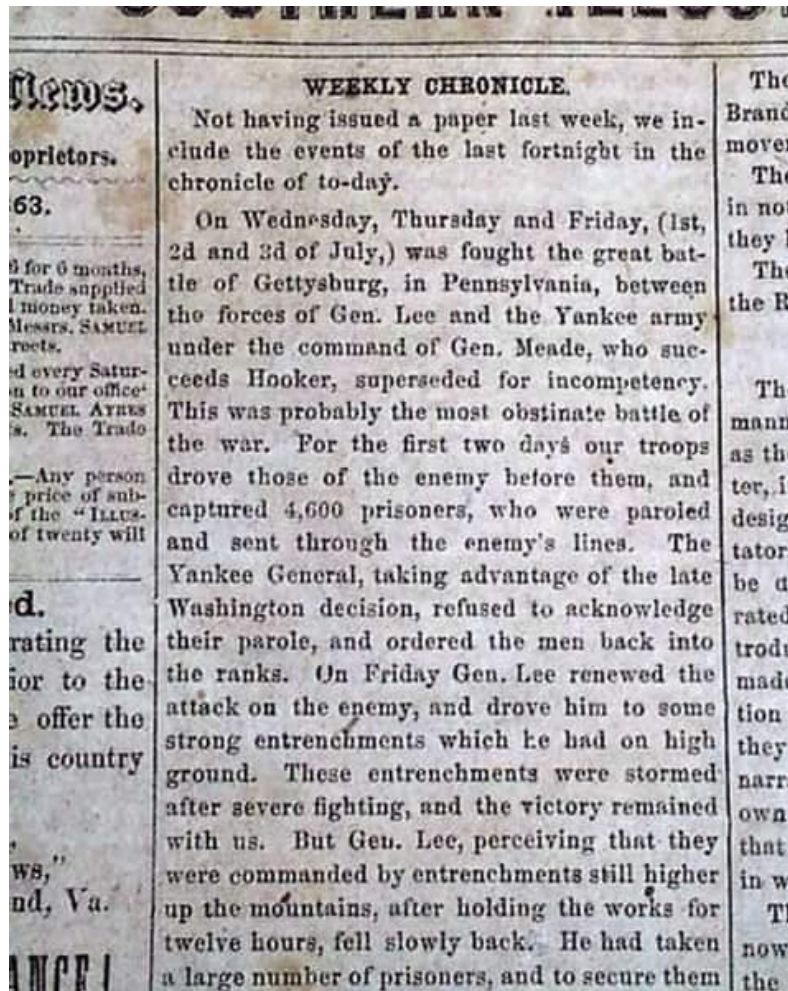 News.
oprietors.
63.
6 for 6 months,
Trade supplied
money taken.
Messrs. SAMUEL
reets.
d every Satur-
n to our office
SAMUEL AYRES
s. The Trade
.—Any person
price of sub-
f the "ILLUS-
of twenty will
d.
rating the
ior to the
offer the
is country
ws,"
nd, Va.
ANCE!
WEEKLY CHRONICLE.
Not having issued a paper last week, we in-
clude the events of the last fortnight in the
chronicle of to-day.
On Wednesday, Thursday and Friday, (1st,
2d and 3d of July,) was fought the great bat-
tle of Gettysburg, in Pennsylvania, between
the forces of Gen. Lee and the Yankee army
under the command of Gen. Meade, who suc-
ceeds Hooker, superseded for incompetency.
This was probably the most obstinate battle of
the war. For the first two days our troops
drove those of the enemy before them, and
captured 4,600 prisoners, who were paroled
and sent through the enemy's lines. The
Yankee General, taking advantage of the late
Washington decision, refused to acknowledge
their parole, and ordered the men back into
the ranks. On Friday Gen. Lee renewed the
attack on the enemy, and drove him to some
strong entrenchments which he had on high
ground. These entrenchments were stormed
after severe fighting, and the victory remained
with us. But Gen. Lee, perceiving that they
were commanded by entrenchments still higher
up the mountains, after holding the works for
twelve hours, fell slowly back. He had taken
a large number of prisoners, and to secure them
The
Brand
mover
The
in not
they
The
the R
Th
mann
as th
ter, i
desig
tator
be a
rated
trodu
made
tion
they
narr
own
that
in w
Th
now
the